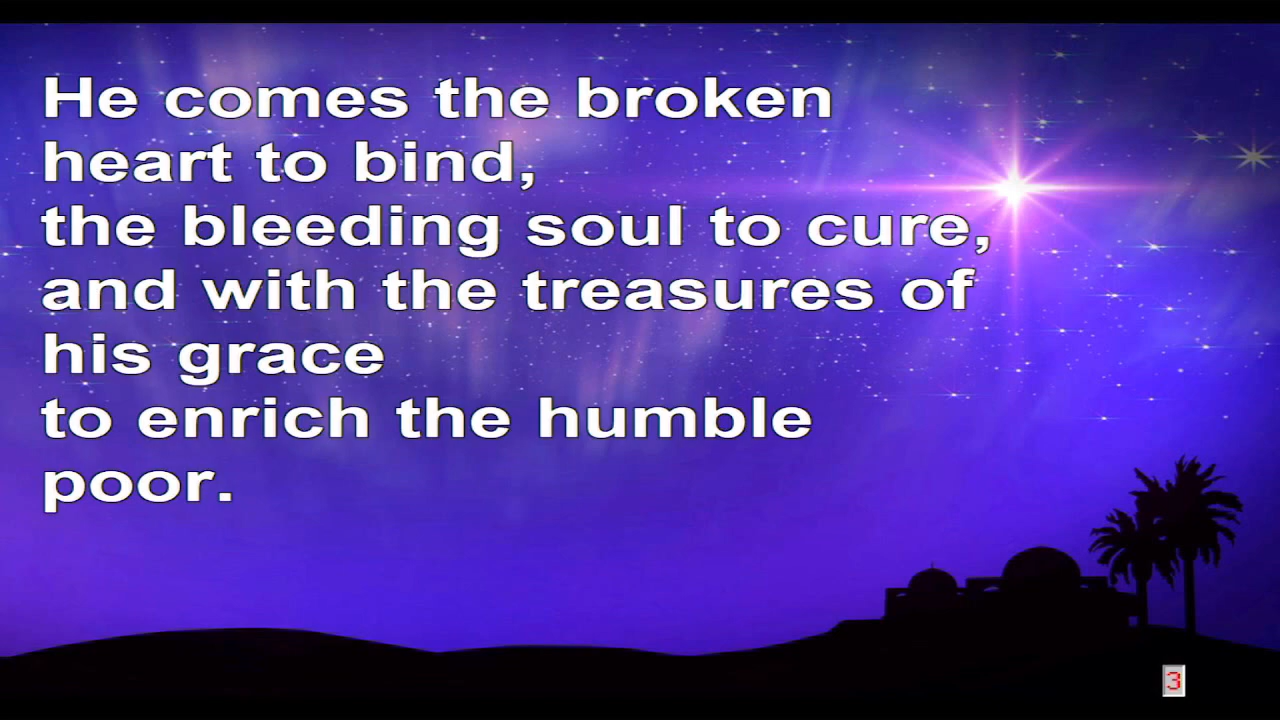 He comes the broken
heart to bind,
the bleeding soul to cure,
and with the treasures of
his grace
to enrich the humble
poor.
3